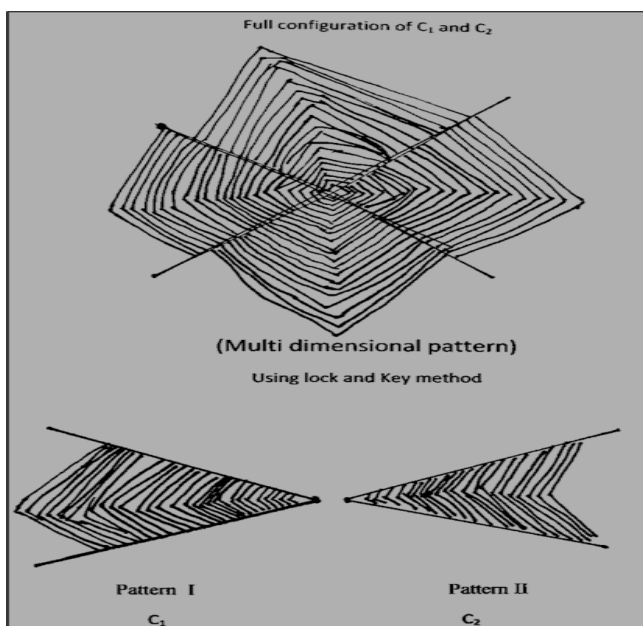 Full configuration of C₁ and C₂
(Multi dimensional pattern)
Using lock and Key method
Pattern I
Pattern II
C₁
C₂